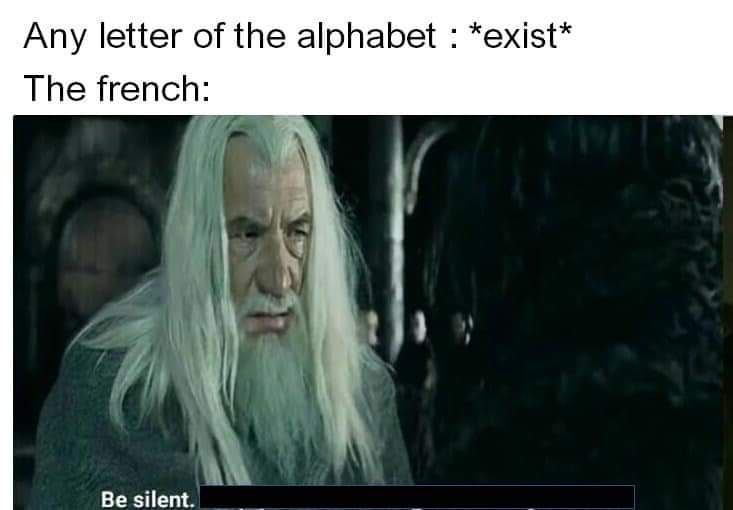 Any letter of the alphabet : *exist*
The french:
Be silent.